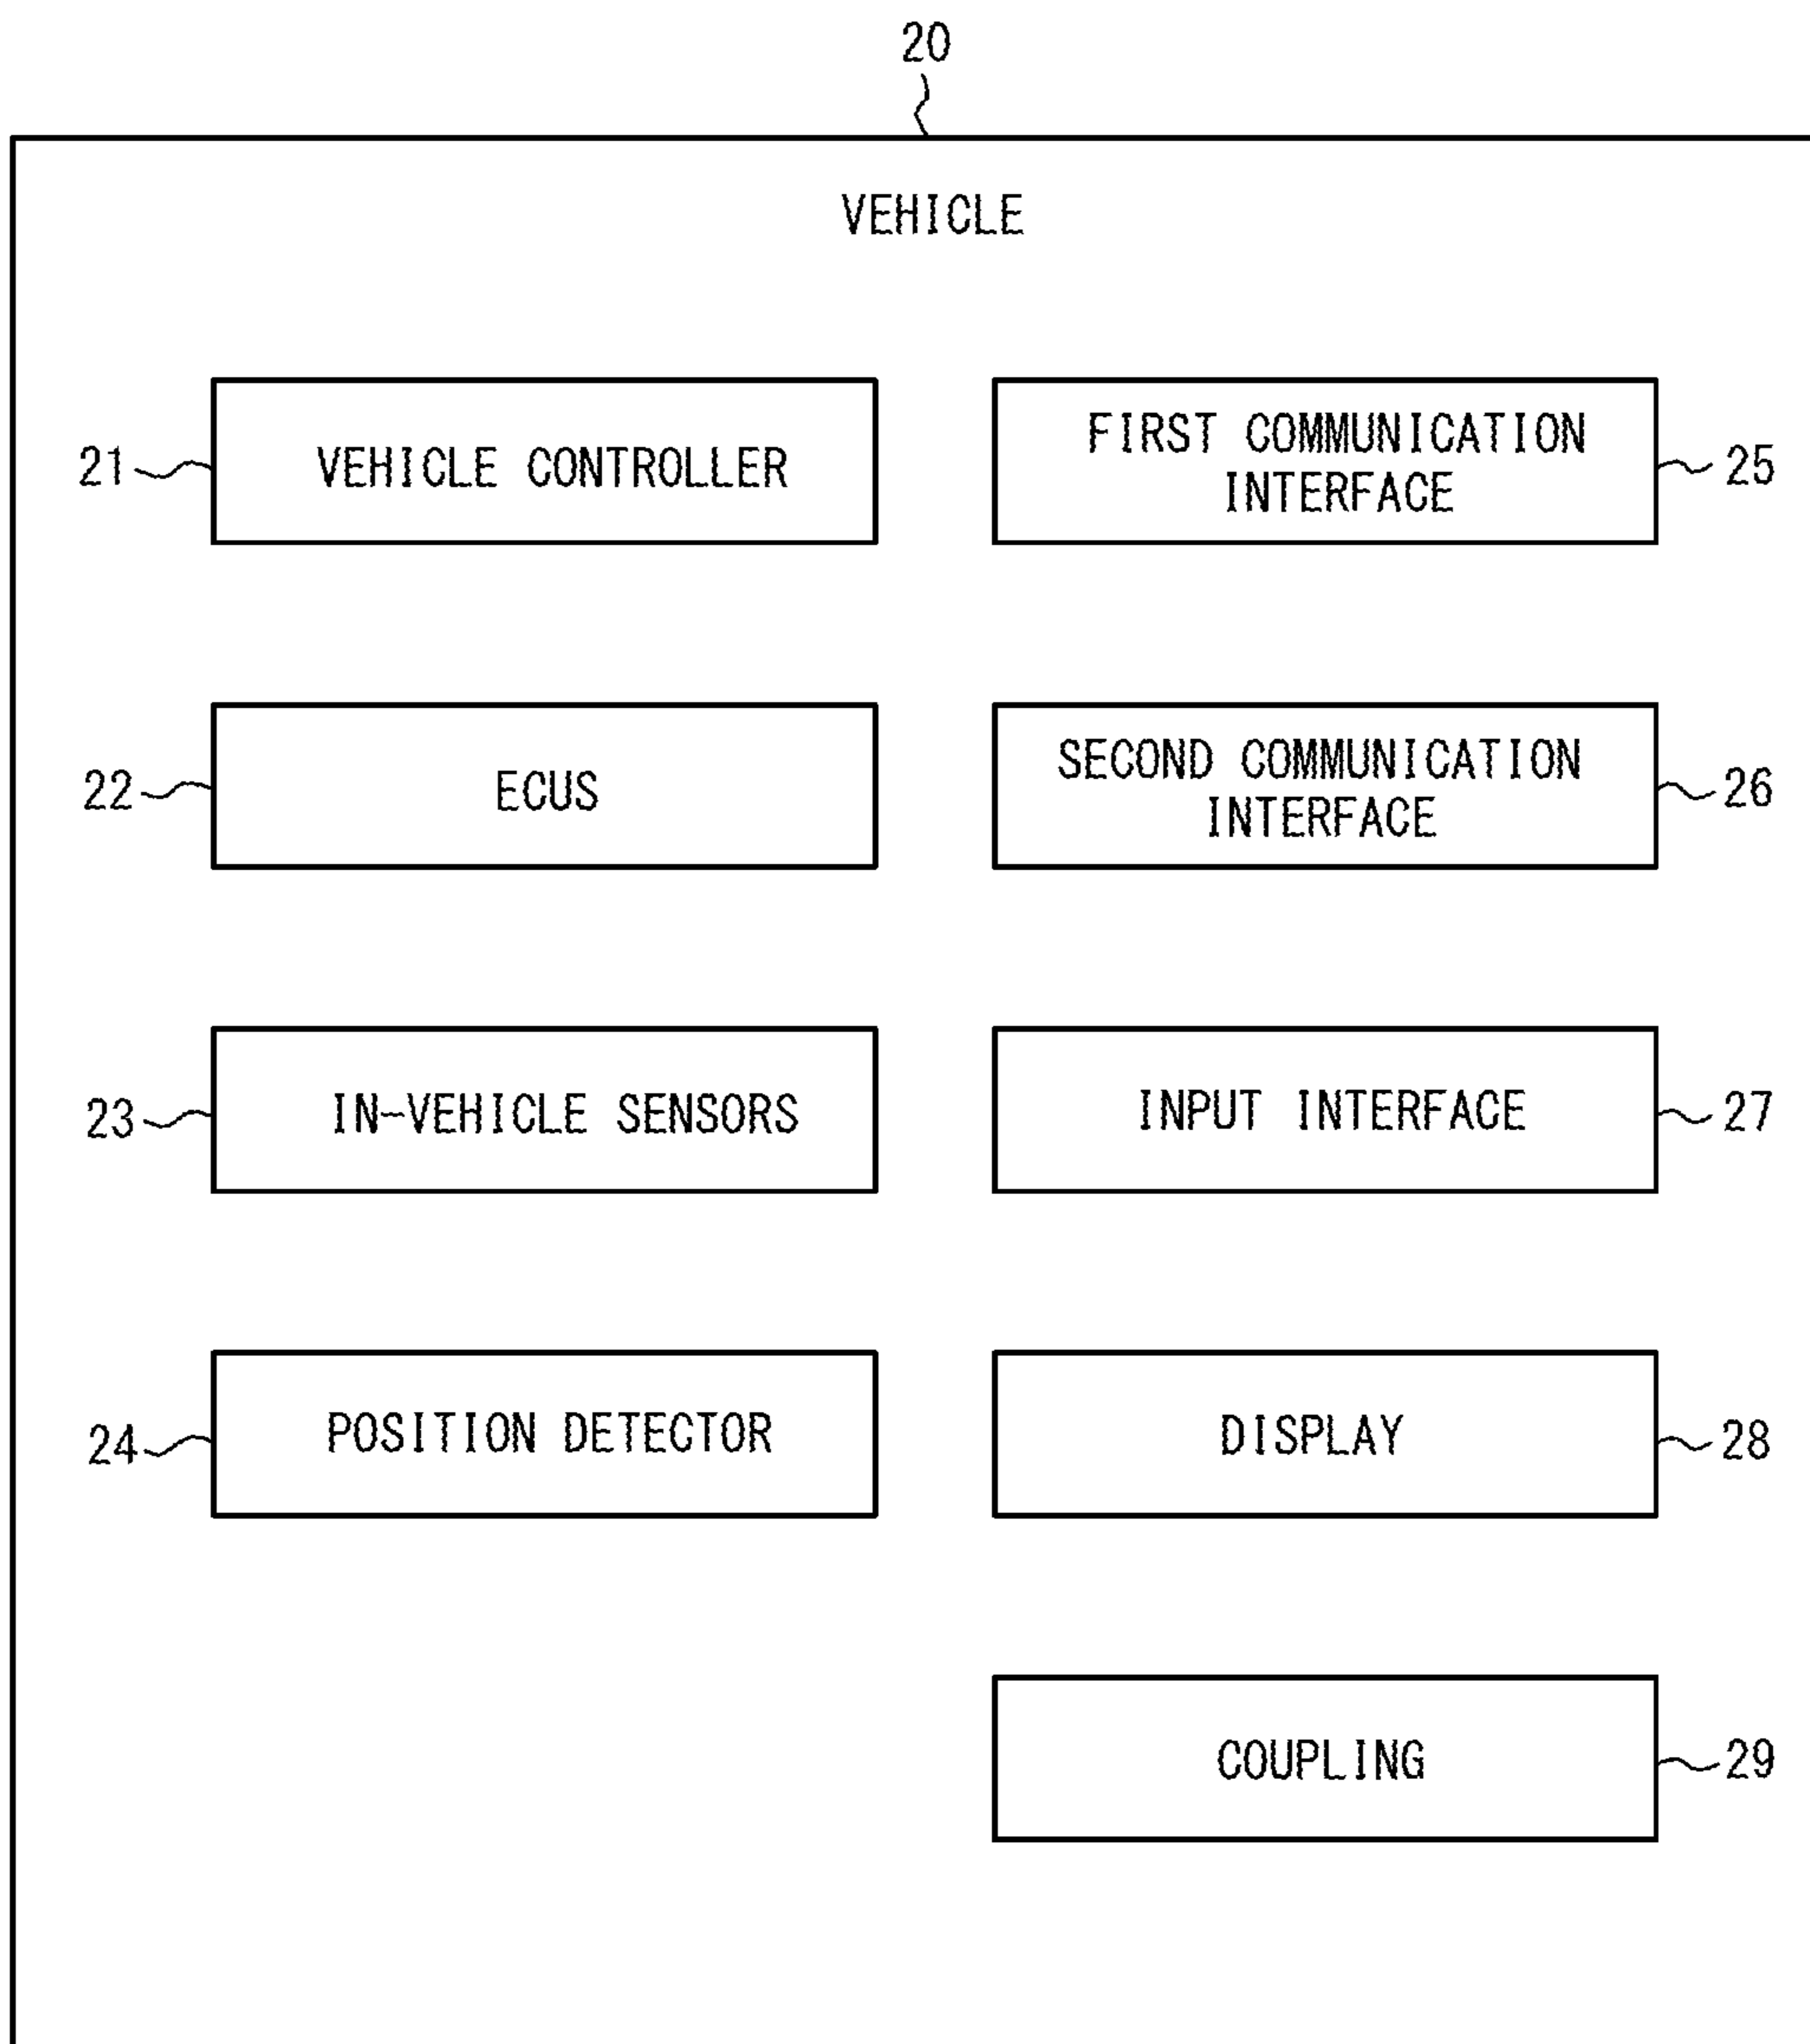 20
VEHICLE
21
VEHICLE CONTROLLER
FIRST COMMUNICATION
INTERFACE
25
22
ECUS
SECOND COMMUNICATION
INTERFACE
26
23
IN-VEHICLE SENSORS
INPUT INTERFACE
27
24
POSITION DETECTOR
DISPLAY
28
COUPLING
29